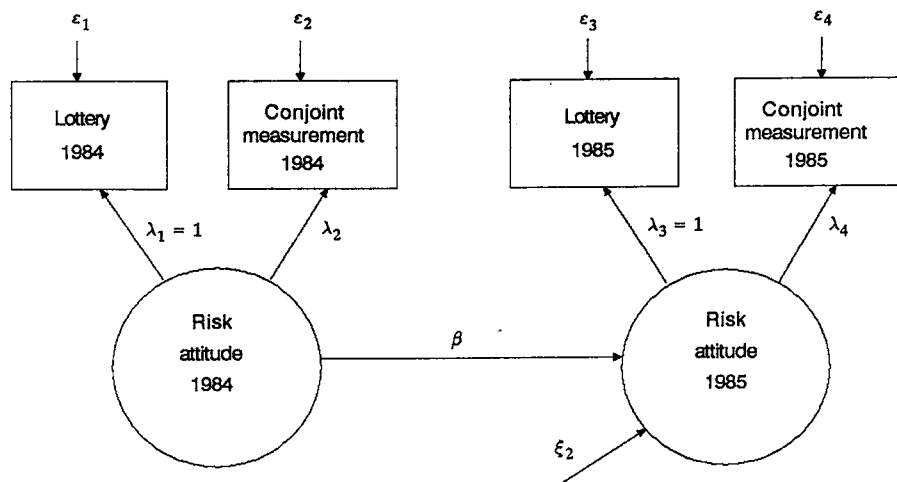 ε₁
ε₂
ε₃
ε₄
Lottery
1984
Conjoint
measurement
1984
Lottery
1985
Conjoint
measurement
1985
λ₁ = 1
λ₂
λ₃ = 1
λ₄
Risk
attitude
1984
β
Risk
attitude
1985
ξ₂